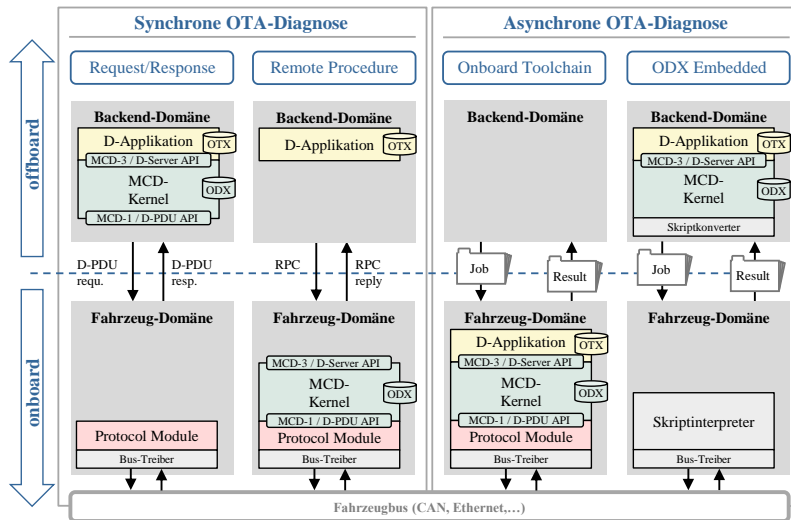 Synchrone OTA-Diagnose
Asynchrone OTA-Diagnose
Request/Response
Remote Procedure
Onboard Toolchain
ODX Embedded
offboard
Backend-Domäne
D-Applikation
OTX
MCD-3 / D-Server API
MCD-
Kernel
ODX
MCD-1 / D-PDU API
Backend-Domäne
D-Applikation
OTX
Backend-Domäne
Backend-Domäne
D-Applikation
OTX
MCD-3 / D-Server API
MCD-
Kernel
ODX
Skriptkonverter
D-PDU
requ.
D-PDU
resp.
RPC
RPC
reply
Job
Result
Job
Result
onboard
Fahrzeug-Domäne
Protocol Module
Bus-Treiber
Fahrzeug-Domäne
MCD-3 / D-Server API
MCD-
Kernel
ODX
MCD-1 / D-PDU API
Protocol Module
Bus-Treiber
Fahrzeug-Domäne
D-Applikation
OTX
MCD-3 / D-Server API
MCD-
Kernel
ODX
MCD-1 / D-PDU API
Protocol Module
Bus-Treiber
Fahrzeug-Domäne
Skriptinterpreter
Bus-Treiber
Fahrzeugbus (CAN, Ethernet,…)